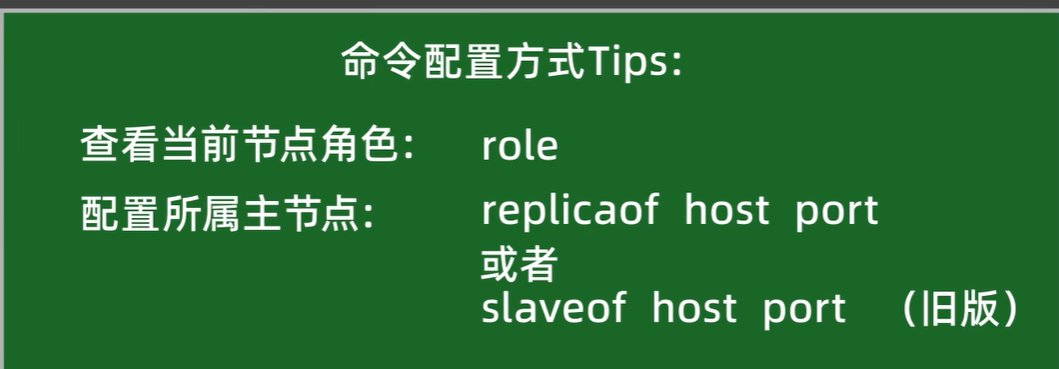 命令配置方式Tips：
查看当前节点角色： role
配置所属主节点： replicaof host port
或者
slaveof host port （旧版）